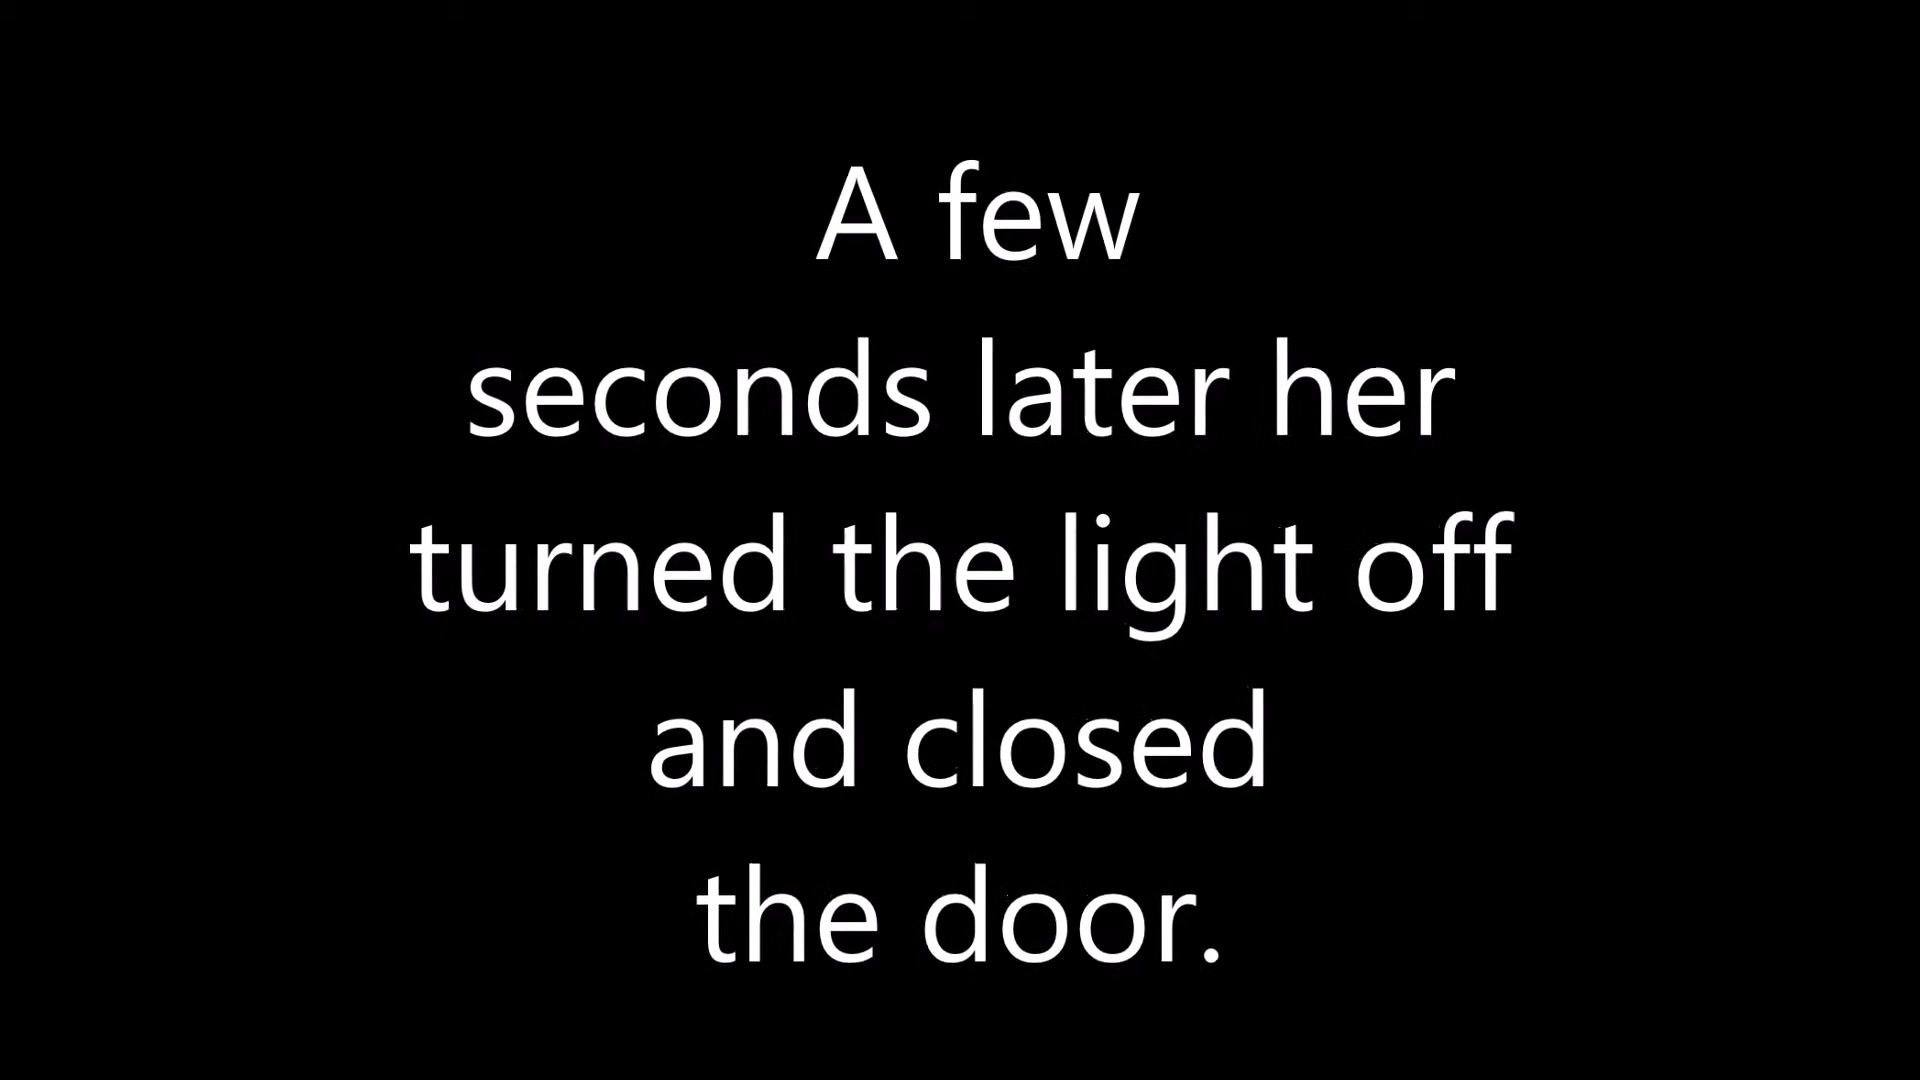 A few
seconds later her
turned the light off
and closed
the door.